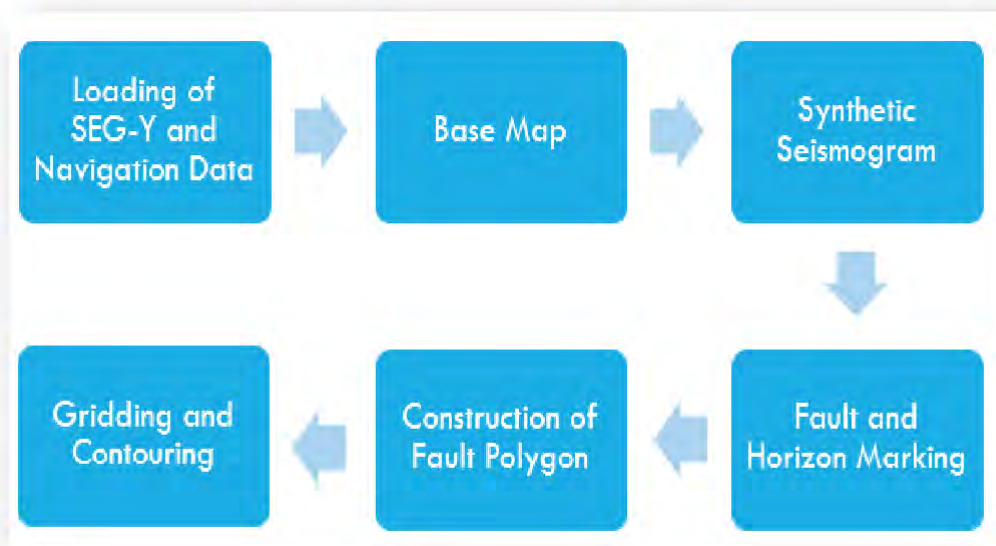 Loading of
SEG-Y and
Navigation Data
Base Map
Synthetic
Seismogram
Fault and
Horizon Marking
Construction of
Fault Polygon
Gridding and
Contouring